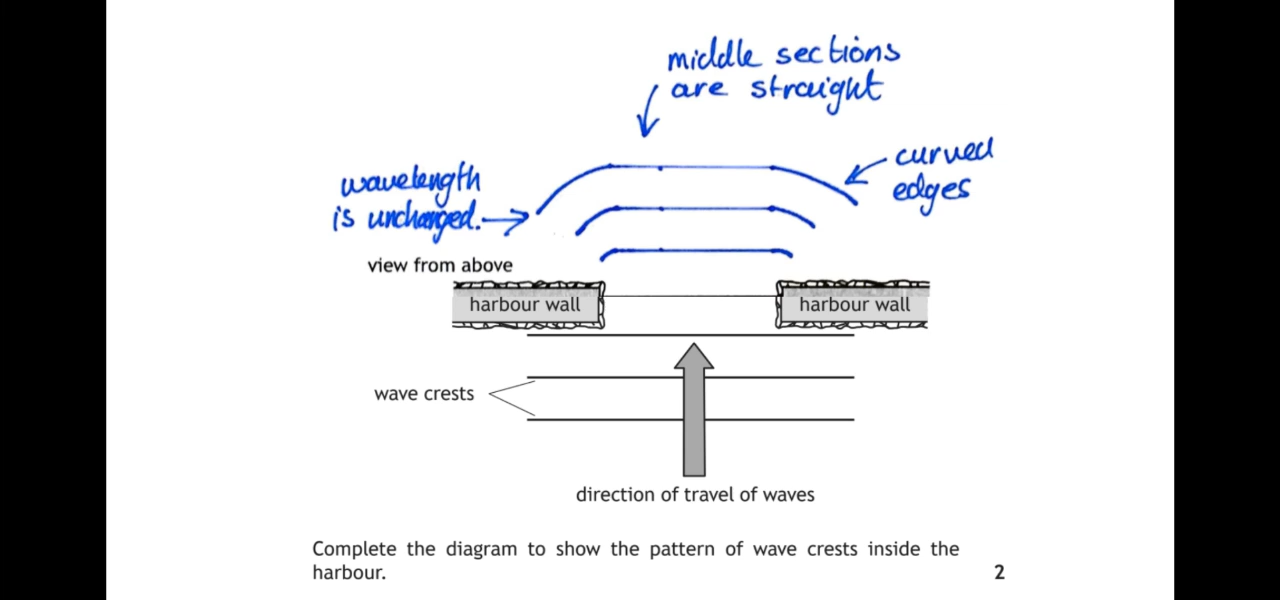 middle sections
are straight
curved
edges
wavelength
is unchanged.
view from above
harbour wall
harbour wall
wave crests
direction of travel of waves
Complete the diagram to show the pattern of wave crests inside the
harbour.
2